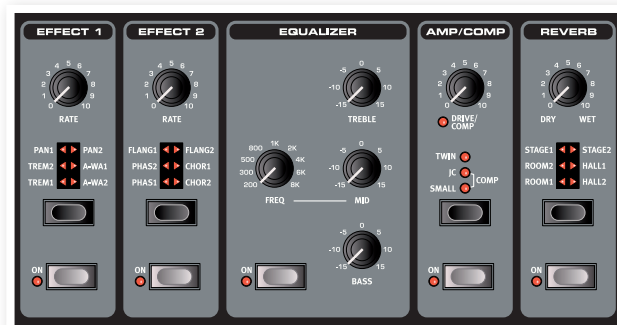 EFFECT 1
0 1 2 3 4 5 6 7 8 9 10
RATE
PAN1 PAN2
TREM2 A-WA1
TREM1 A-WA2
ON
EFFECT 2
0 1 2 3 4 5 6 7 8 9 10
RATE
FLANG1 FLANG2
PHAS2 CHOR1
PHAS1 CHOR2
ON
EQUALIZER
-15 -10 -5 0 5 10 15
TREBLE
200 300 500 800 1K 2K 4K 6K 8K
FREQ
-15 -10 -5 0 5 10 15
MID
-15 -10 -5 0 5 10 15
BASS
ON
AMP/COMP
0 1 2 3 4 5 6 7 8 9 10
DRIVE/
COMP
TWIN
JC
COMP
SMALL
ON
REVERB
0 1 2 3 4 5 6 7 8 9 10
DRY WET
STAGE1 STAGE2
ROOM2 HALL1
ROOM1 HALL2
ON